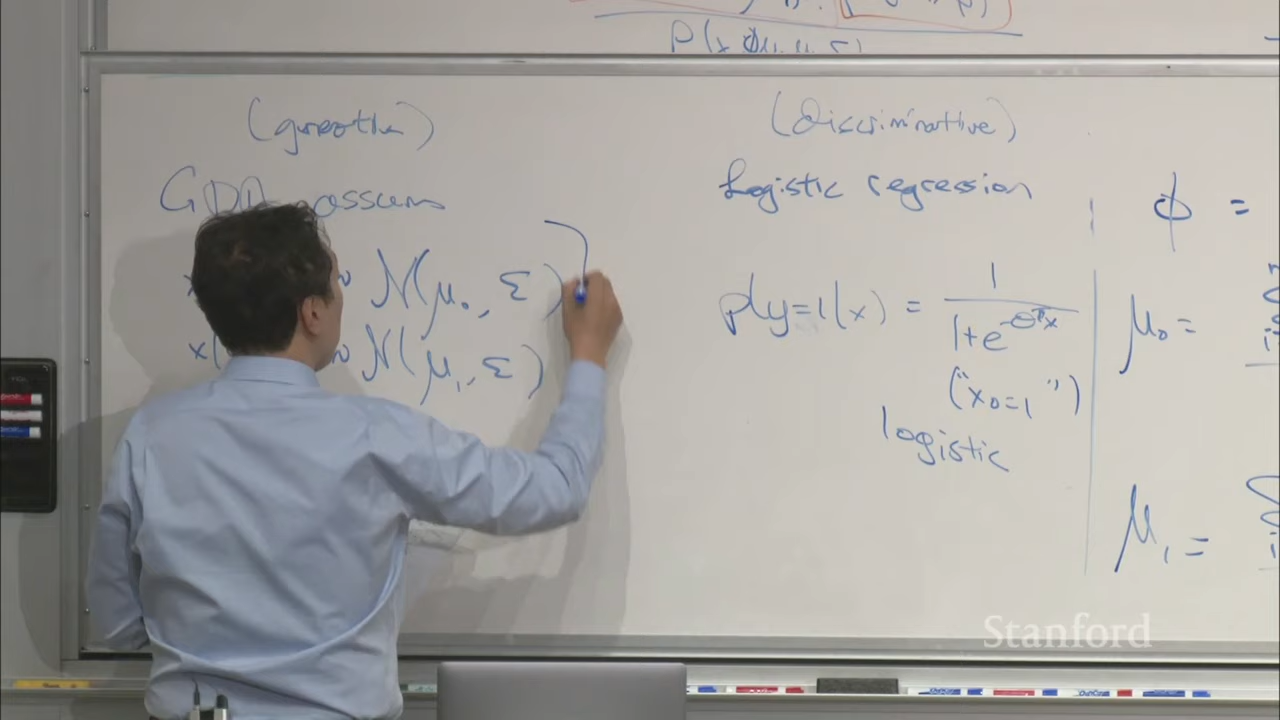 P(x
(generative)
GDA assumes
N(μ₀, Σ)
x| N(μ₁, Σ)
(Discriminative)
Logistic regression
p(y=1|x) = 1 / 1+e^-θᵀx
("x₀=1")
logistic
φ =
μ₀ =
μ₁ =
Stanford